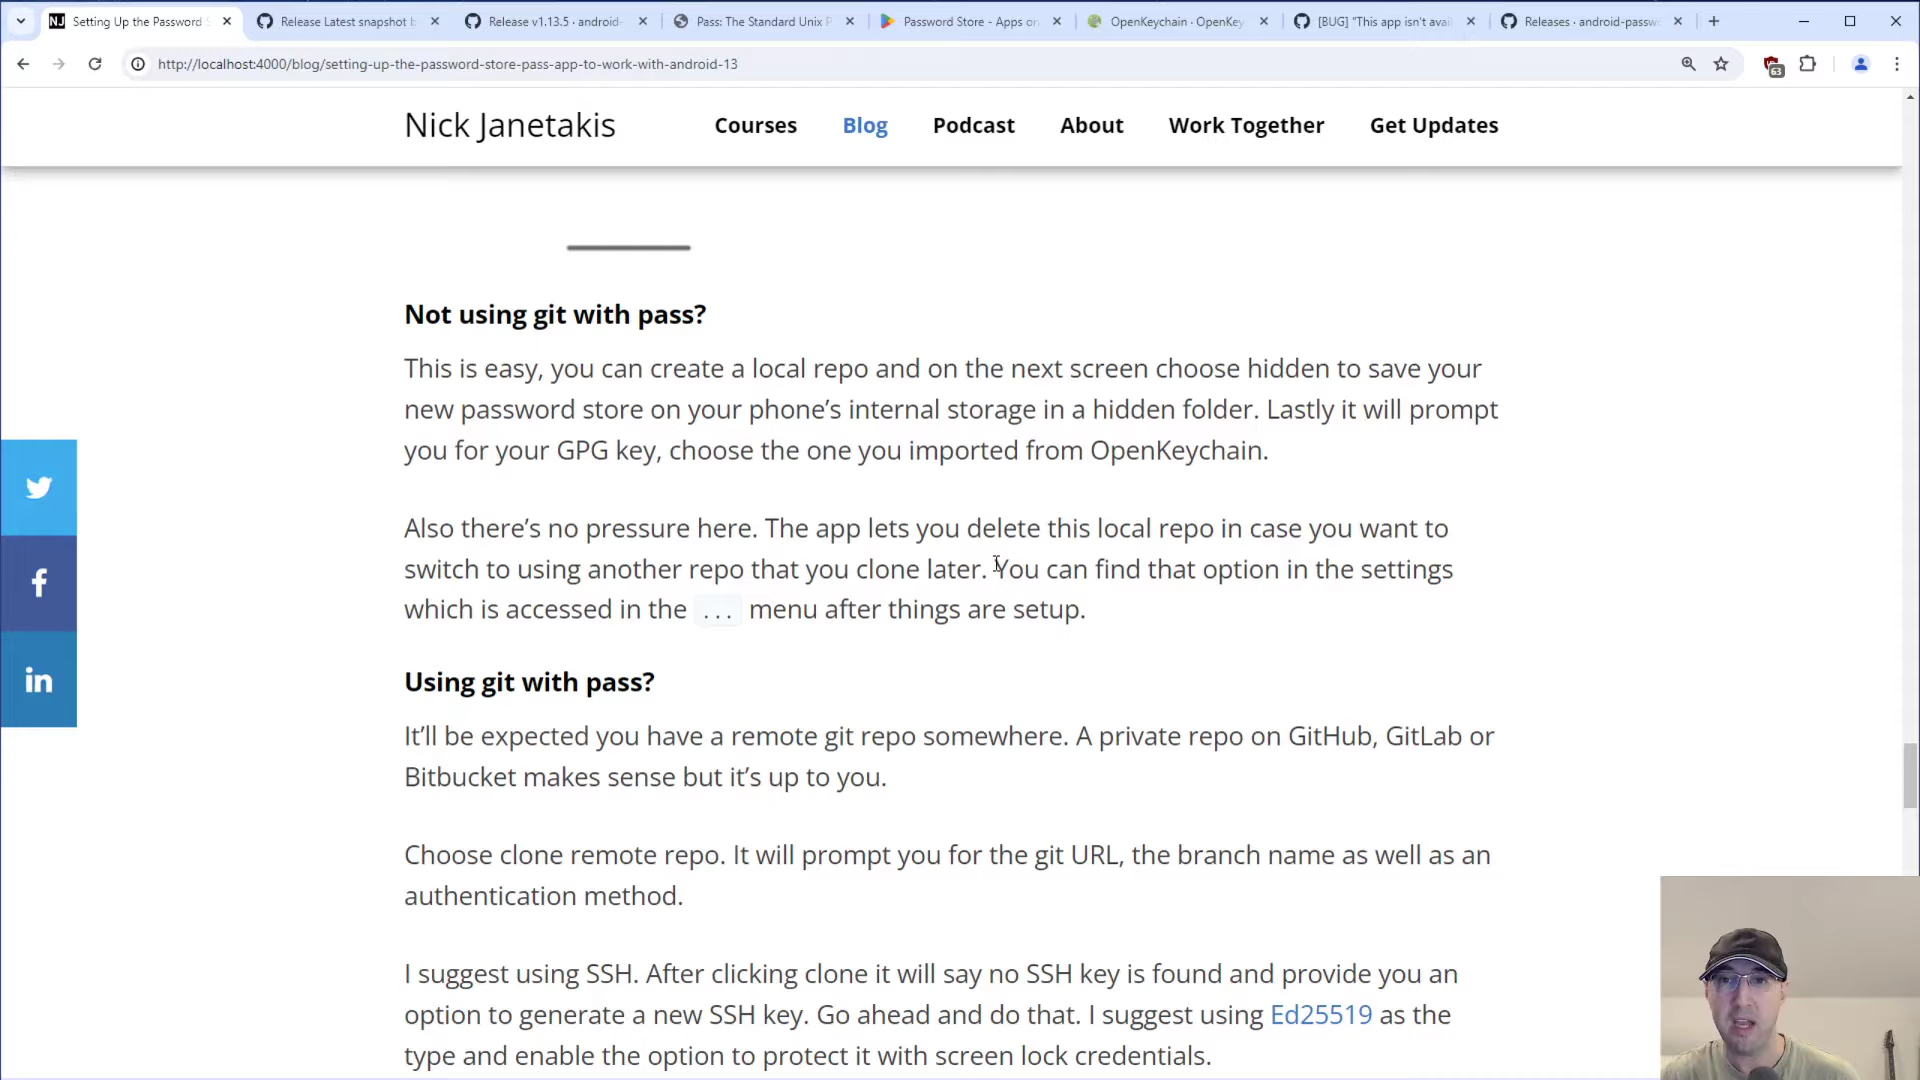 Setting Up the Password S
Release Latest snapshot b
Release v1.13.5 · android-
Pass: The Standard Unix P
Password Store - Apps on
OpenKeychain · OpenKey
[BUG] "This app isn't avai
Releases · android-passw
http://localhost:4000/blog/setting-up-the-password-store-pass-app-to-work-with-android-13
63
Nick Janetakis
Courses
Blog
Podcast
About
Work Together
Get Updates
Not using git with pass?
This is easy, you can create a local repo and on the next screen choose hidden to save your
new password store on your phone’s internal storage in a hidden folder. Lastly it will prompt
you for your GPG key, choose the one you imported from OpenKeychain.
Also there’s no pressure here. The app lets you delete this local repo in case you want to
switch to using another repo that you clone later. You can find that option in the settings
which is accessed in the ... menu after things are setup.
Using git with pass?
It’ll be expected you have a remote git repo somewhere. A private repo on GitHub, GitLab or
Bitbucket makes sense but it’s up to you.
Choose clone remote repo. It will prompt you for the git URL, the branch name as well as an
authentication method.
I suggest using SSH. After clicking clone it will say no SSH key is found and provide you an
option to generate a new SSH key. Go ahead and do that. I suggest using Ed25519 as the
type and enable the option to protect it with screen lock credentials.